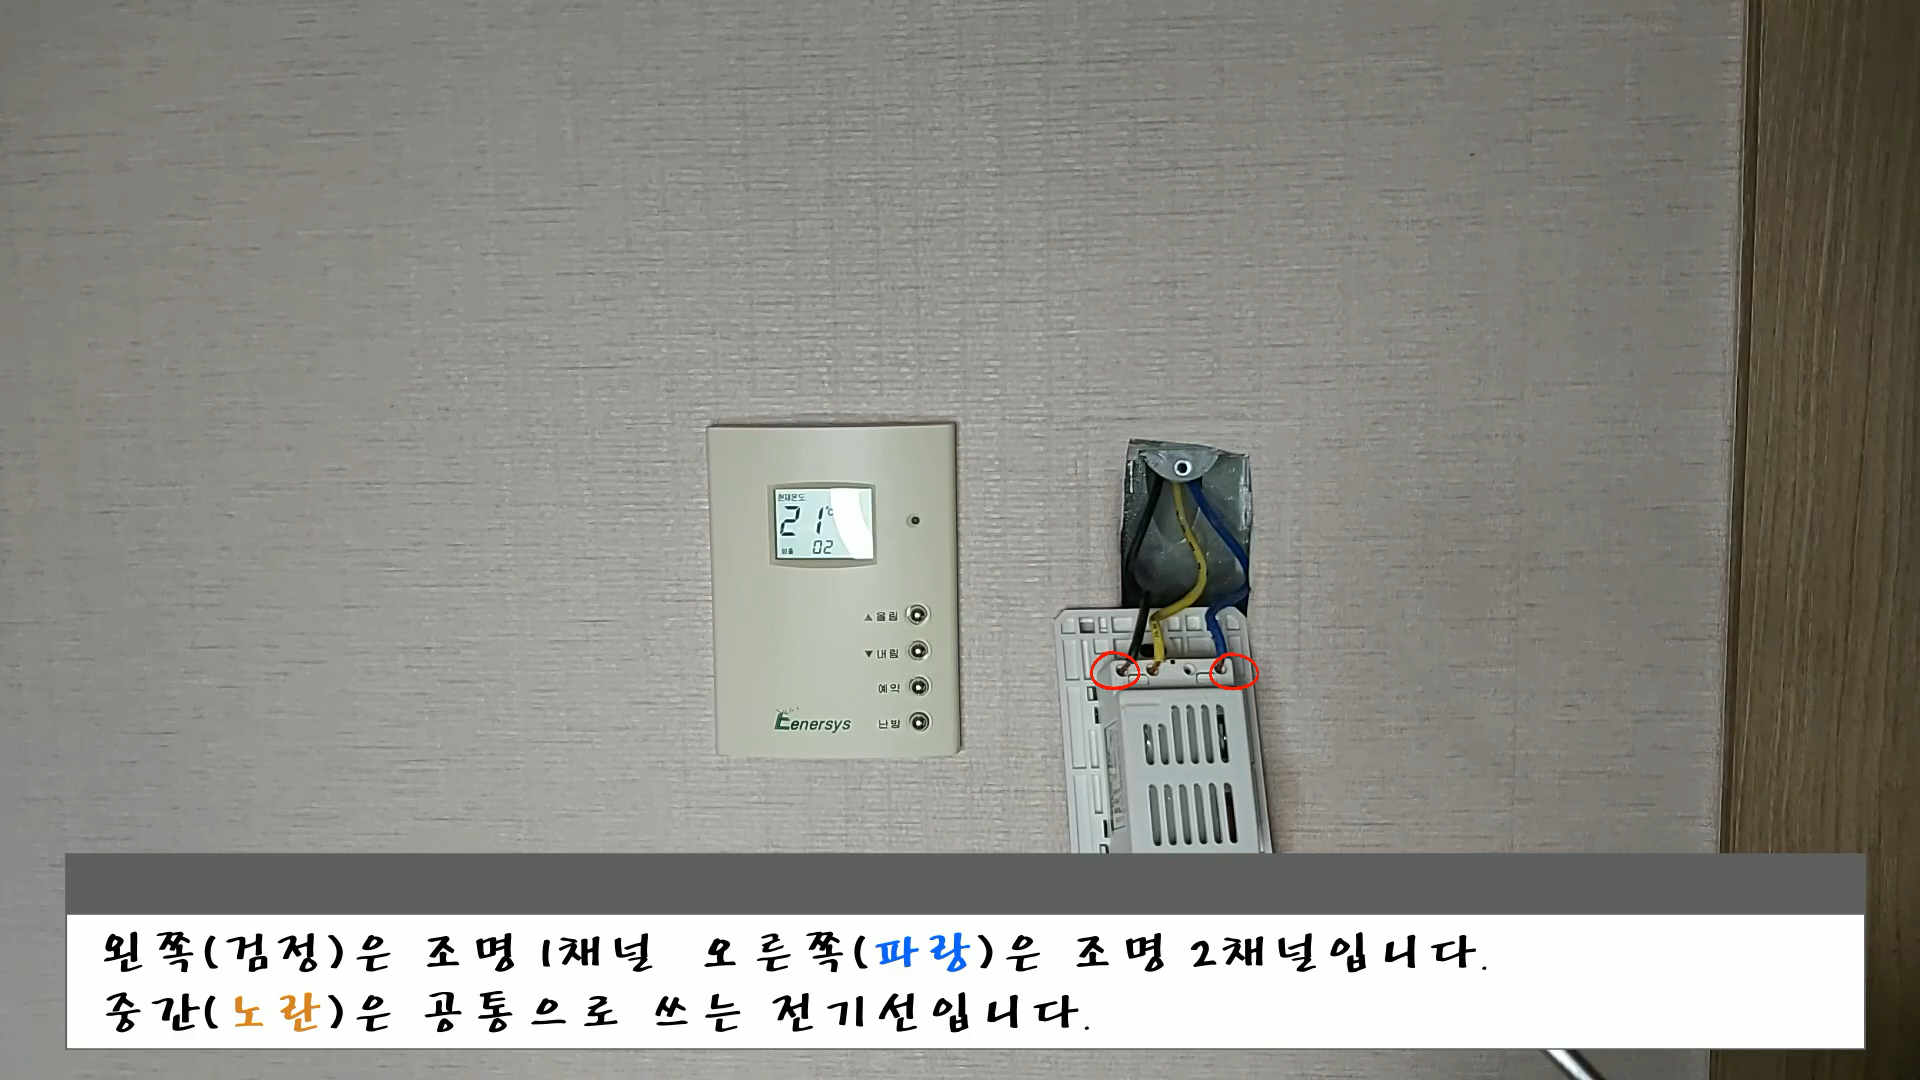 현재온도
21℃
외출 02
▲올림
▼내림
예약
Eenersys 난방
왼쪽(검정)은 조명 1채널 오른쪽(파랑)은 조명 2채널입니다.
중간(노란)은 공통으로 쓰는 전기선입니다.